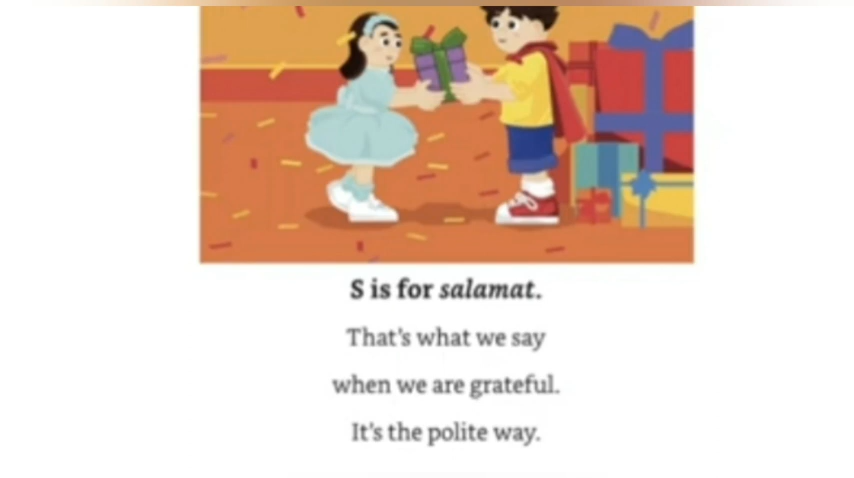 S is for salamat.
That's what we say
when we are grateful.
It's the polite way.